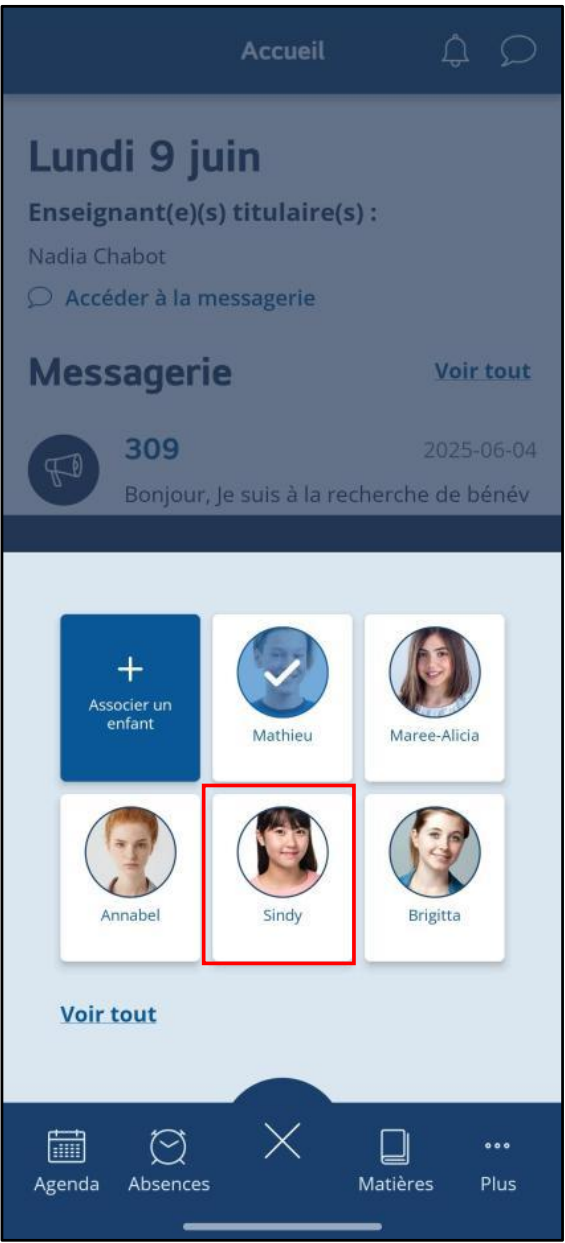 Accueil
Lundi 9 juin
Enseignant(e)(s) titulaire(s) :
Nadia Chabot
Accéder à la messagerie
Messagerie
Voir tout
309
2025-06-04
Bonjour, Je suis à la recherche de bénév
Associer un
enfant
Mathieu
Maree-Alicia
Annabel
Sindy
Brigitta
Voir tout
Agenda
Absences
Matières
Plus